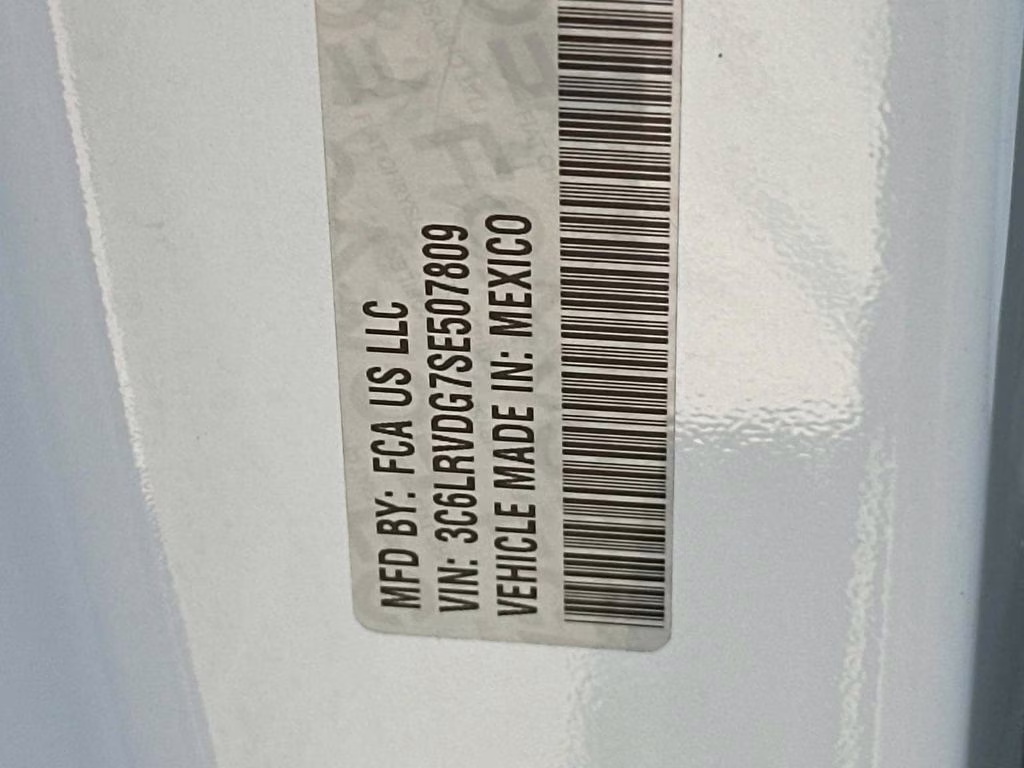 MFD BY: FCA US LLC
VIN: 3C6LRVDG7SE507809
VEHICLE MADE IN: MEXICO